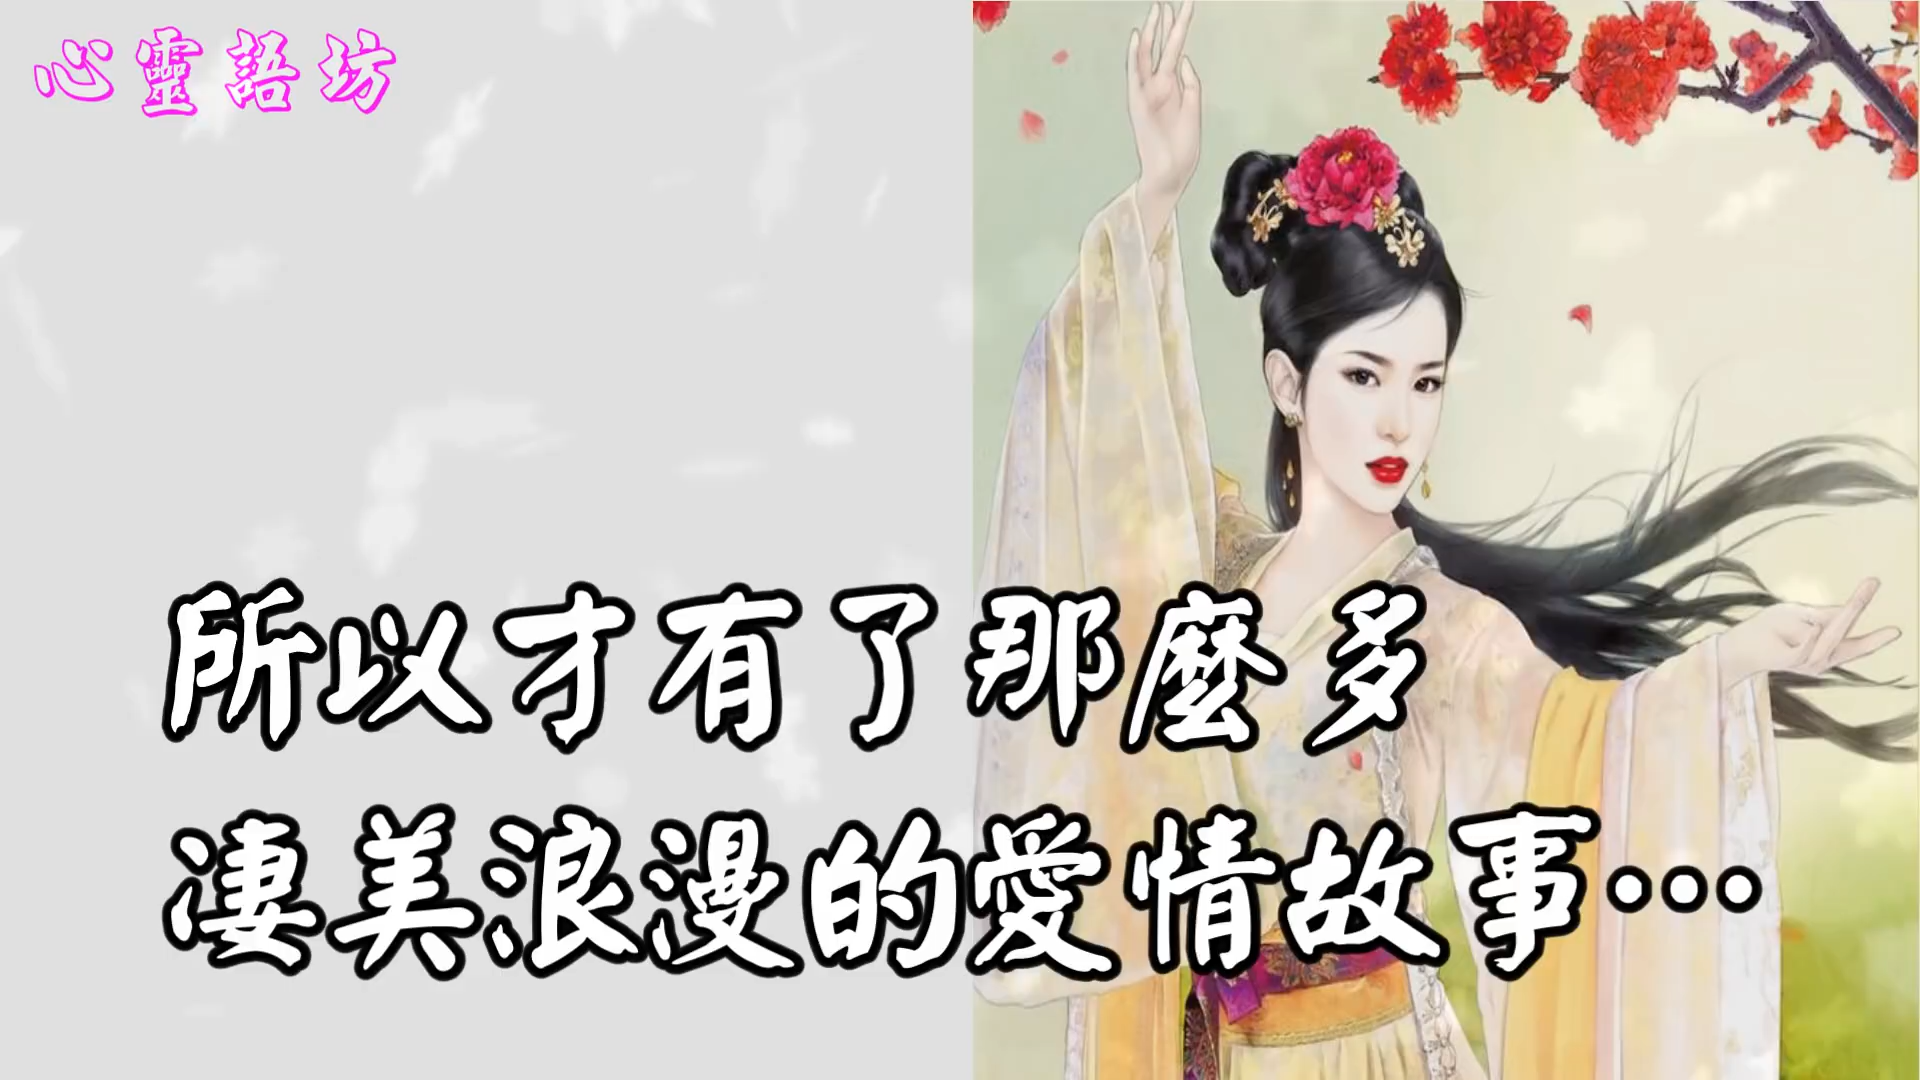 心靈語坊
所以才有了那麼多
淒美浪漫的愛情故事…